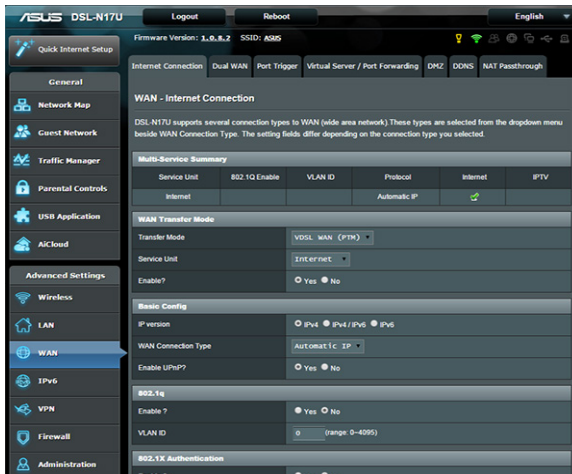 ASUS DSL-N17U Logout Reboot English
Quick Internet Setup
Firmware Version: 1.0.8.2 SSID: ASUS
Internet Connection Dual WAN Port Trigger Virtual Server / Port Forwarding DMZ DDNS NAT Passthrough
General
Network Map
Guest Network
Traffic Manager
Parental Controls
USB Application
AiCloud
Advanced Settings
Wireless
LAN
WAN
IPv6
VPN
Firewall
Administration
WAN - Internet Connection
DSL-N17U supports several connection types to WAN (wide area network).These types are selected from the dropdown menu
beside WAN Connection Type. The setting fields differ depending on the connection type you selected.
Multi-Service Summary
Service Unit 802.1Q Enable VLAN ID Protocol Internet IPTV
Internet Automatic IP
WAN Transfer Mode
Transfer Mode VDSL WAN (PTM)
Service Unit Internet
Enable? Yes No
Basic Config
IP version IPv4 IPv4 / IPv6 IPv6
WAN Connection Type Automatic IP
Enable UPnP? Yes No
802.1q
Enable ? Yes No
VLAN ID 0 (range: 0~4095)
802.1X Authentication